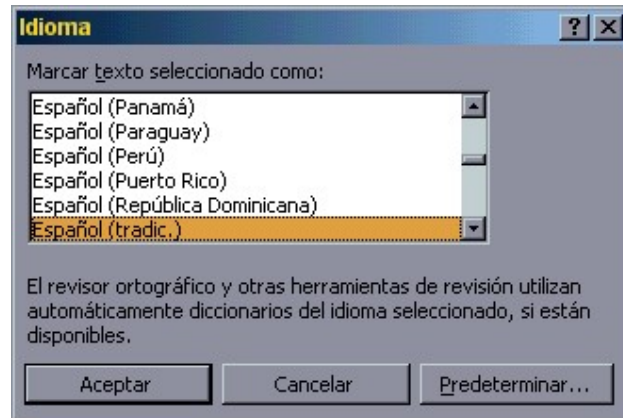 Idioma
Marcar texto seleccionado como:
Español (Panamá)
Español (Paraguay)
Español (Perú)
Español (Puerto Rico)
Español (República Dominicana)
Español (tradic.)
El revisor ortográfico y otras herramientas de revisión utilizan
automáticamente diccionarios del idioma seleccionado, si están
disponibles.
Aceptar Cancelar Predeterminar...